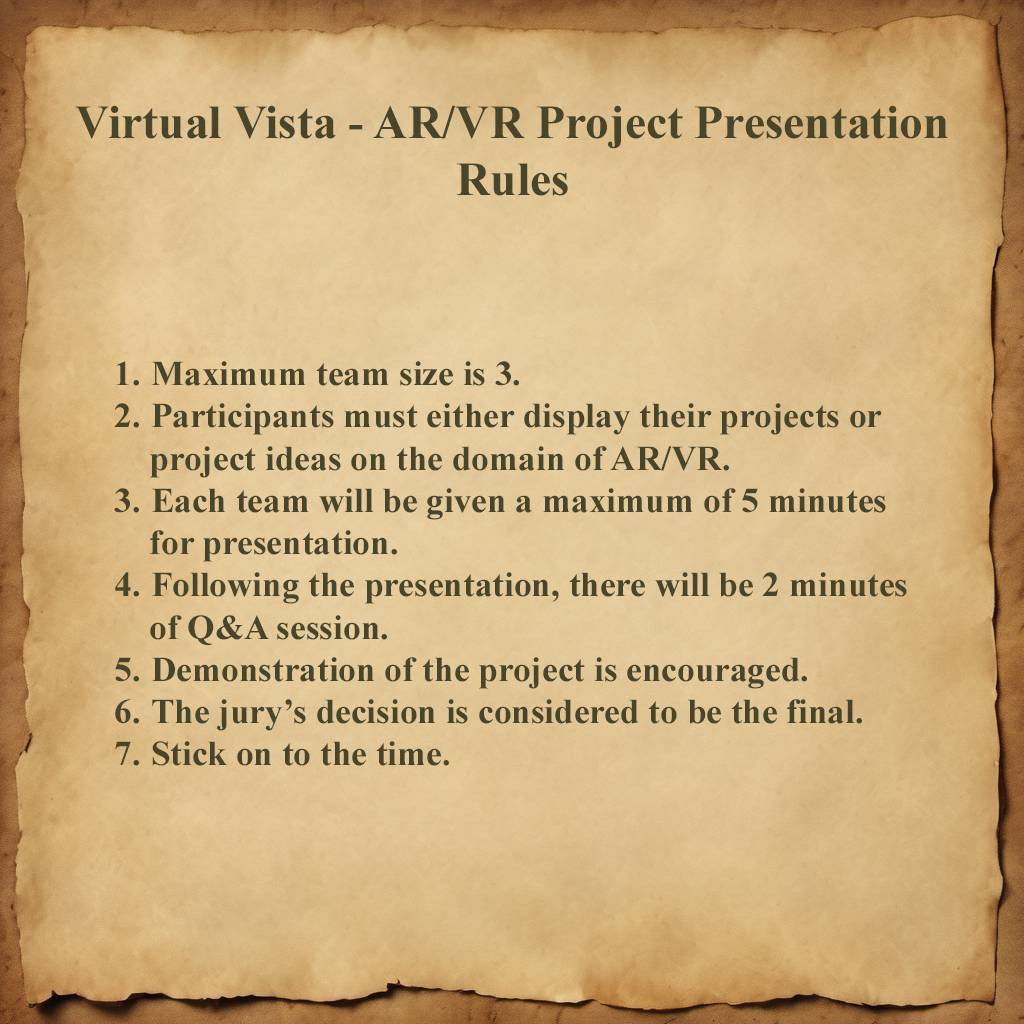 Virtual Vista - AR/VR Project Presentation
Rules
1. Maximum team size is 3.
2. Participants must either display their projects or
project ideas on the domain of AR/VR.
3. Each team will be given a maximum of 5 minutes
for presentation.
4. Following the presentation, there will be 2 minutes
of Q&A session.
5. Demonstration of the project is encouraged.
6. The jury’s decision is considered to be the final.
7. Stick on to the time.